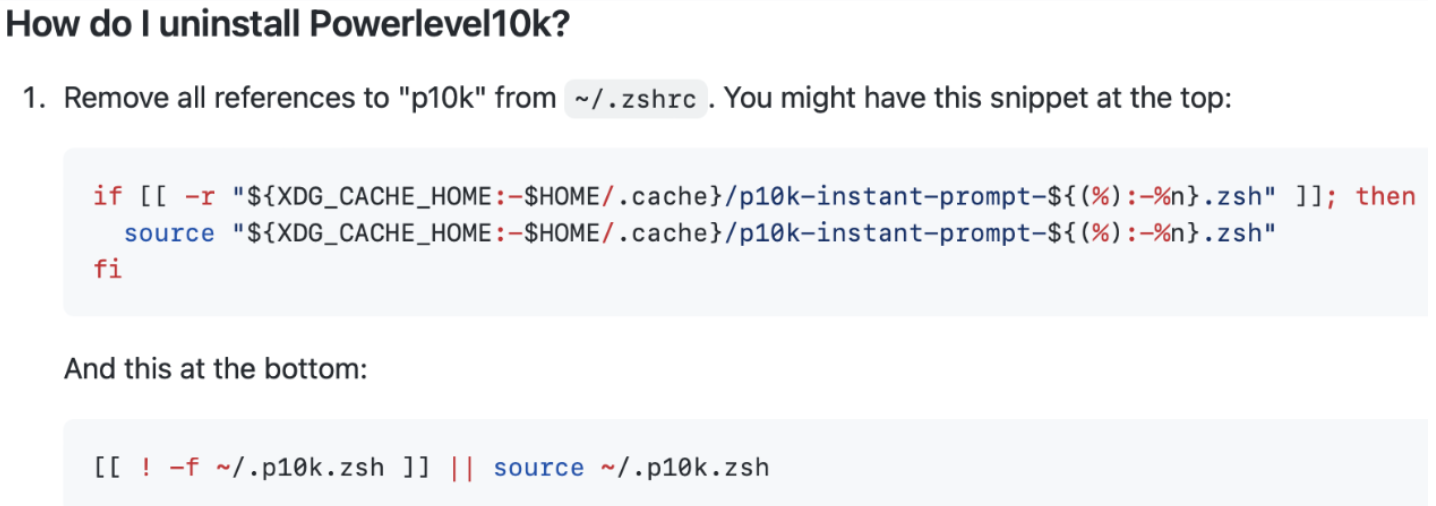 How do I uninstall Powerlevel10k?
1. Remove all references to "p10k" from ~/.zshrc . You might have this snippet at the top:
if [[ -r "${XDG_CACHE_HOME:-$HOME/.cache}/p10k-instant-prompt-${(%):-%n}.zsh" ]]; then
  source "${XDG_CACHE_HOME:-$HOME/.cache}/p10k-instant-prompt-${(%):-%n}.zsh"
fi
And this at the bottom:
[[ ! -f ~/.p10k.zsh ]] || source ~/.p10k.zsh